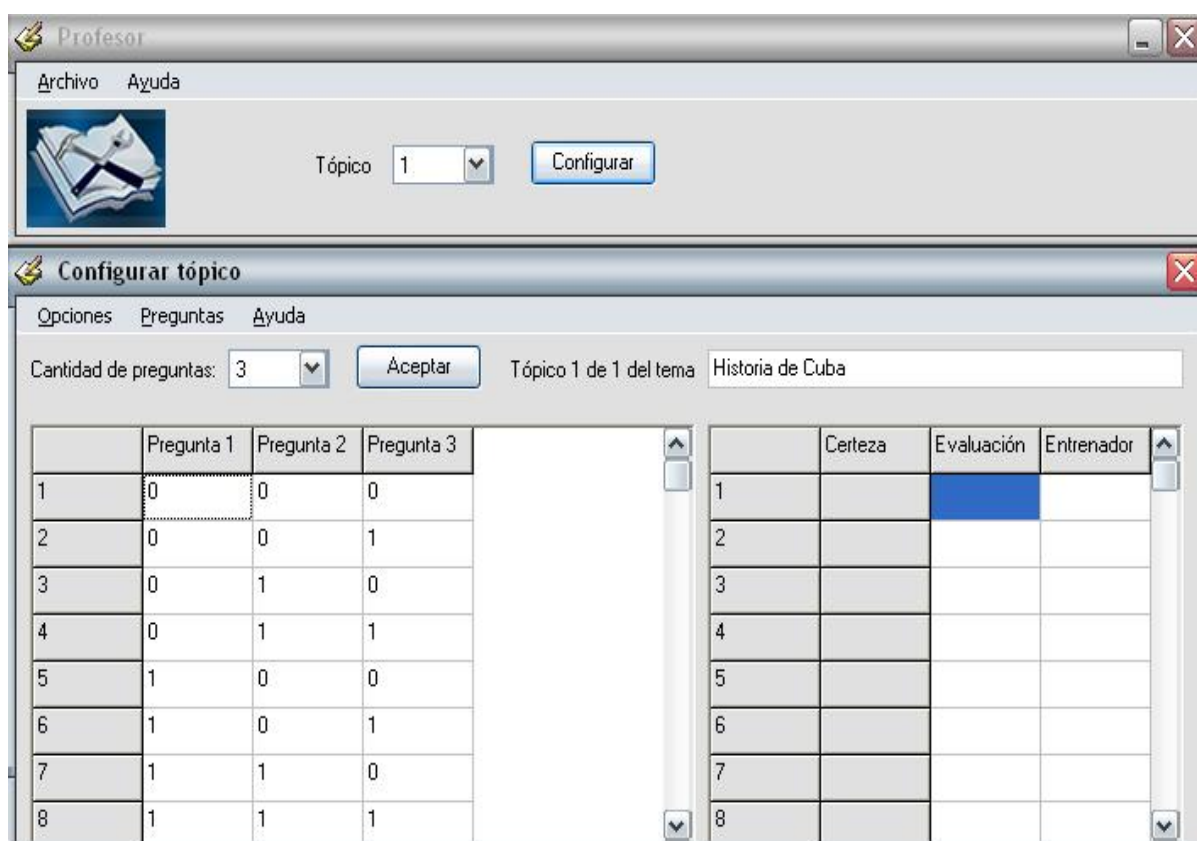 Profesor
Archivo Ayuda
Tópico 1 Configurar
Configurar tópico
Opciones Preguntas Ayuda
Cantidad de preguntas: 3 Aceptar Tópico 1 de 1 del tema Historia de Cuba
Pregunta 1 Pregunta 2 Pregunta 3 Certeza Evaluación Entrenador
1 0 0 0 1
2 0 0 1 2
3 0 1 0 3
4 0 1 1 4
5 1 0 0 5
6 1 0 1 6
7 1 1 0 7
8 1 1 1 8